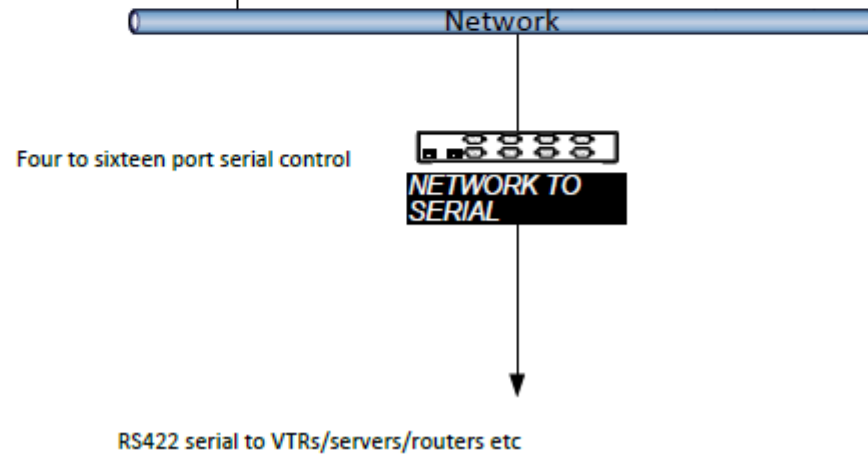 Network
Four to sixteen port serial control
NETWORK TO
SERIAL
RS422 serial to VTRs/servers/routers etc